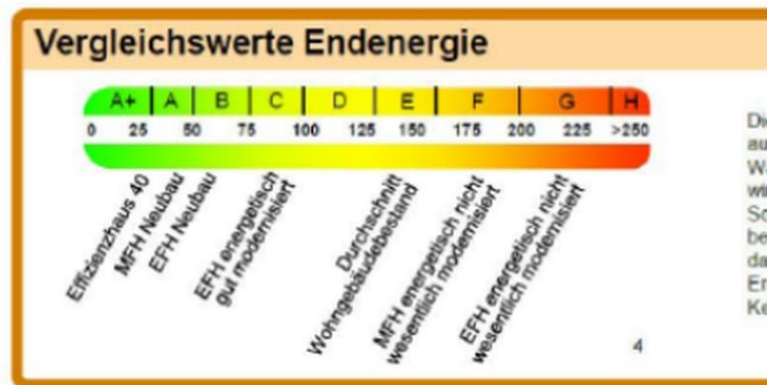 Vergleichswerte Endenergie
A+ A B C D E F G H
0 25 50 75 100 125 150 175 200 225 >250
Effizienzhaus 40
MFH Neubau
EFH Neubau
EFH energetisch
gut modernisiert
Durchschnitt
Wohngebäudebestand
MFH energetisch nicht
wesentlich modernisiert
EFH energetisch nicht
wesentlich modernisiert
4